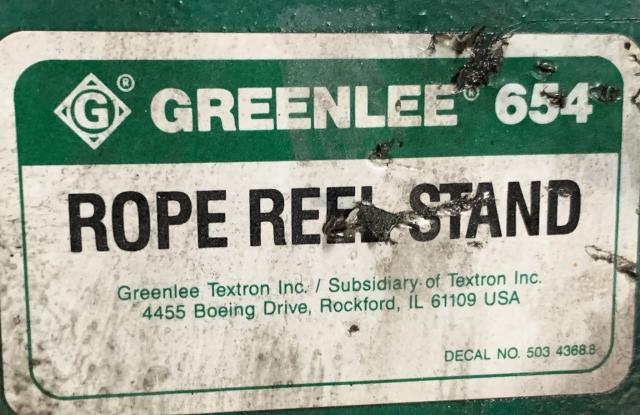 G® GREENLEE® 654
ROPE REEL STAND
Greenlee Textron Inc. / Subsidiary of Textron Inc.
4455 Boeing Drive, Rockford, IL 61109 USA
DECAL NO. 503 4368.8